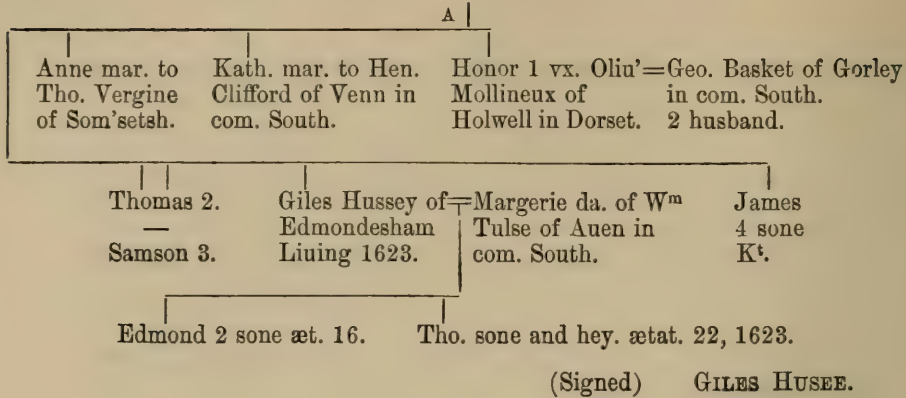 A
Anne mar. to Kath. mar. to Hen. Honor 1 vx. Oliu'=Geo. Basket of Gorley
Tho. Vergine Clifford of Venn in Mollineux of in com. South.
of Som'setsh. com. South. Holwell in Dorset. 2 husband.
Thomas 2. Giles Hussey of=Margerie da. of Wm James
— Edmondesham Tulse of Auen in 4 sone
Samson 3. Liuing 1623. com. South. Kt.
Edmond 2 sone æt. 16. Tho. sone and hey. ætat. 22, 1623.
(Signed) GILES HUSEE.